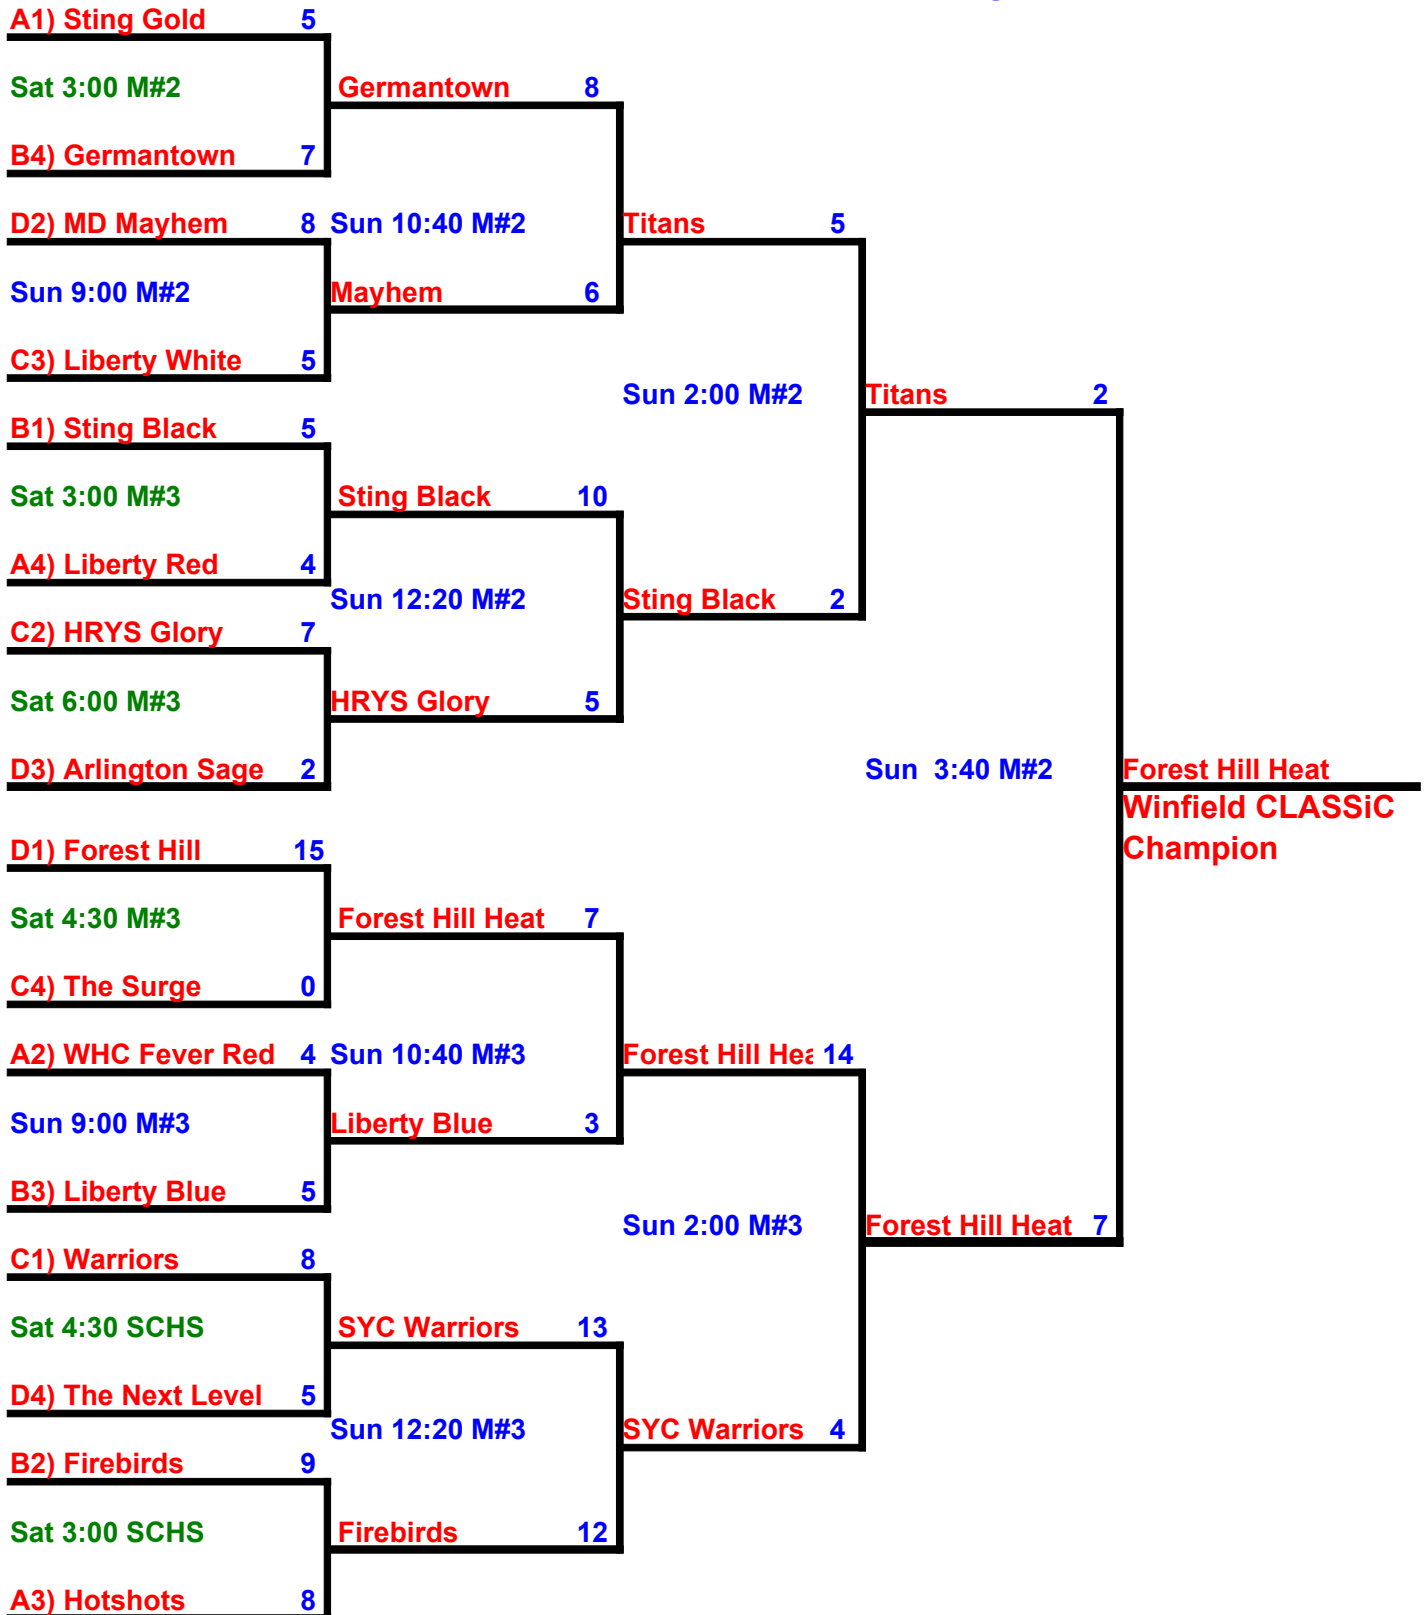 A1) Sting Gold 5
Sat 3:00 M#2 Germantown 8
B4) Germantown 7
D2) MD Mayhem 8 Sun 10:40 M#2 Titans 5
Sun 9:00 M#2 Mayhem 6
C3) Liberty White 5
Sun 2:00 M#2 Titans 2
B1) Sting Black 5
Sat 3:00 M#3 Sting Black 10
A4) Liberty Red 4
Sun 12:20 M#2 Sting Black 2
C2) HRYS Glory 7
Sat 6:00 M#3 HRYS Glory 5
D3) Arlington Sage 2 Sun 3:40 M#2 Forest Hill Heat
Winfield CLASSiC
Champion
D1) Forest Hill 15
Sat 4:30 M#3 Forest Hill Heat 7
C4) The Surge 0
A2) WHC Fever Red 4 Sun 10:40 M#3 Forest Hill Hea 14
Sun 9:00 M#3 Liberty Blue 3
B3) Liberty Blue 5
Sun 2:00 M#3 Forest Hill Heat 7
C1) Warriors 8
Sat 4:30 SCHS SYC Warriors 13
D4) The Next Level 5
Sun 12:20 M#3 SYC Warriors 4
B2) Firebirds 9
Sat 3:00 SCHS Firebirds 12
A3) Hotshots 8